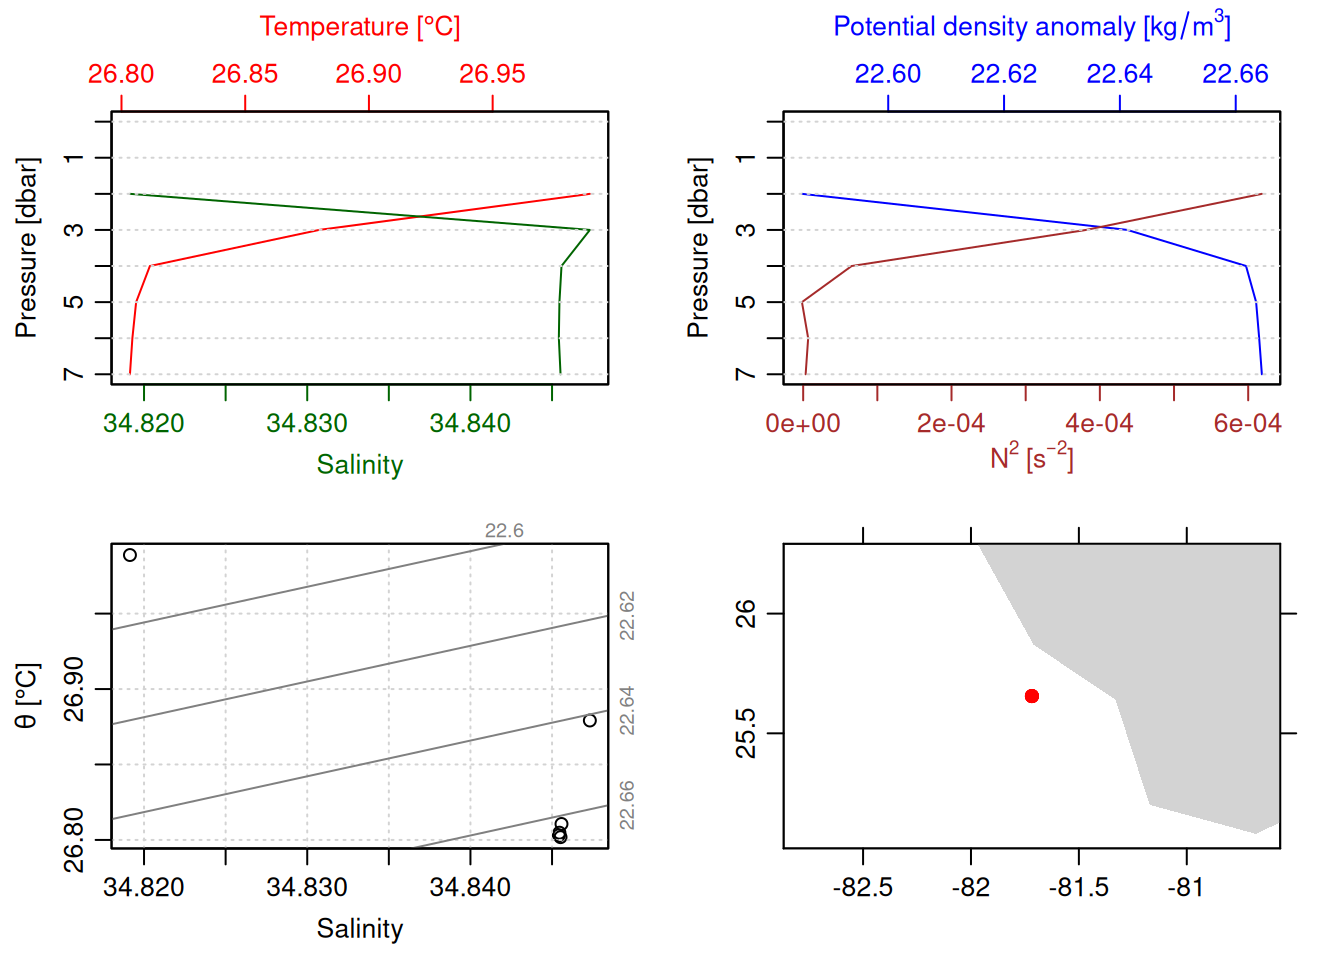 Temperature [°C]
26.80 26.85 26.90 26.95
Pressure [dbar]
1
3
5
7
34.820 34.830 34.840
Salinity
Potential density anomaly [kg/m³]
22.60 22.62 22.64 22.66
Pressure [dbar]
1
3
5
7
0e+00 2e-04 4e-04 6e-04
N² [s⁻²]
22.6
22.62
22.64
22.66
θ [°C]
26.90
26.80
34.820 34.830 34.840
Salinity
26
25.5
-82.5 -82 -81.5 -81